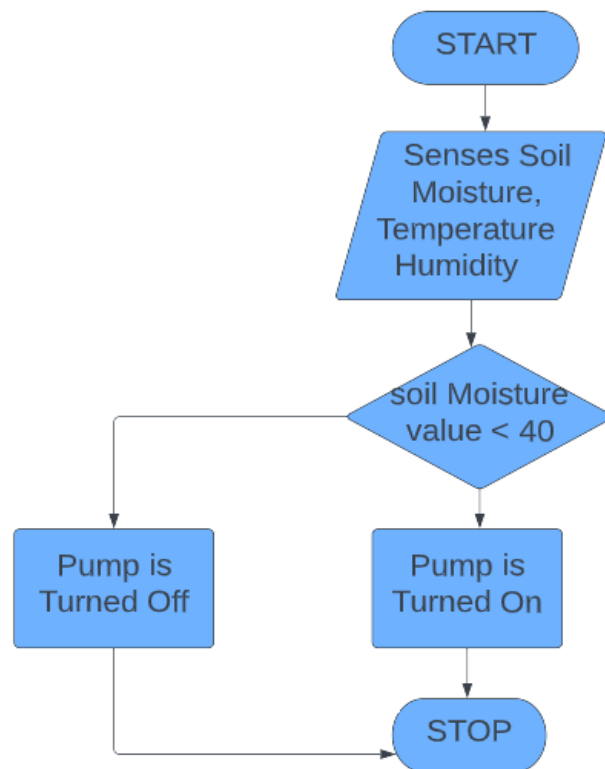 START
Senses Soil
Moisture,
Temperature
Humidity
soil Moisture
value < 40
Pump is
Turned Off
Pump is
Turned On
STOP